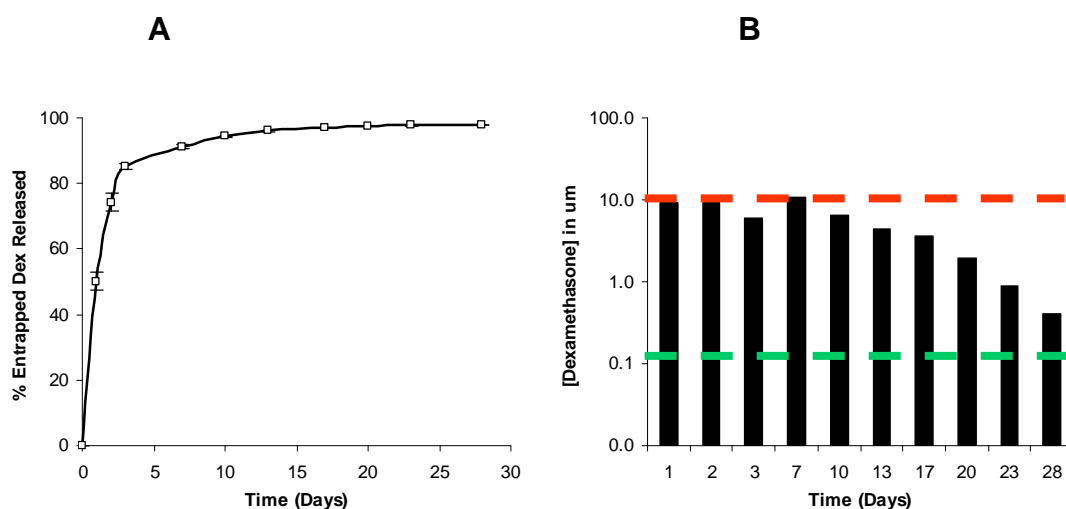 A
B
% Entrapped Dex Released
100
80
60
40
20
0
0 5 10 15 20 25 30
Time (Days)
[Dexamethasone] in um
100.0
10.0
1.0
0.1
0.0
1 2 3 7 10 13 17 20 23 28
Time (Days)